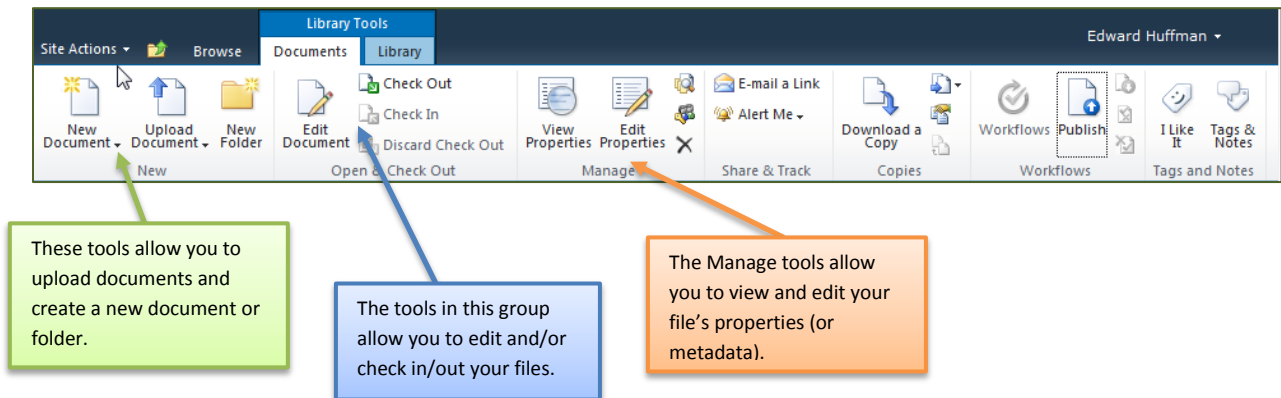 Library Tools
Edward Huffman
Site Actions Browse Documents Library
Check Out
Check In
Discard Check Out
E-mail a Link
Alert Me
New Document
Upload Document
New Folder
Edit Document
View Properties
Edit Properties
Download a Copy
Workflows
Publish
I Like It
Tags & Notes
New
Open & Check Out
Manage
Share & Track
Copies
Workflows
Tags and Notes
These tools allow you to
upload documents and
create a new document or
folder.
The tools in this group
allow you to edit and/or
check in/out your files.
The Manage tools allow
you to view and edit your
file's properties (or
metadata).